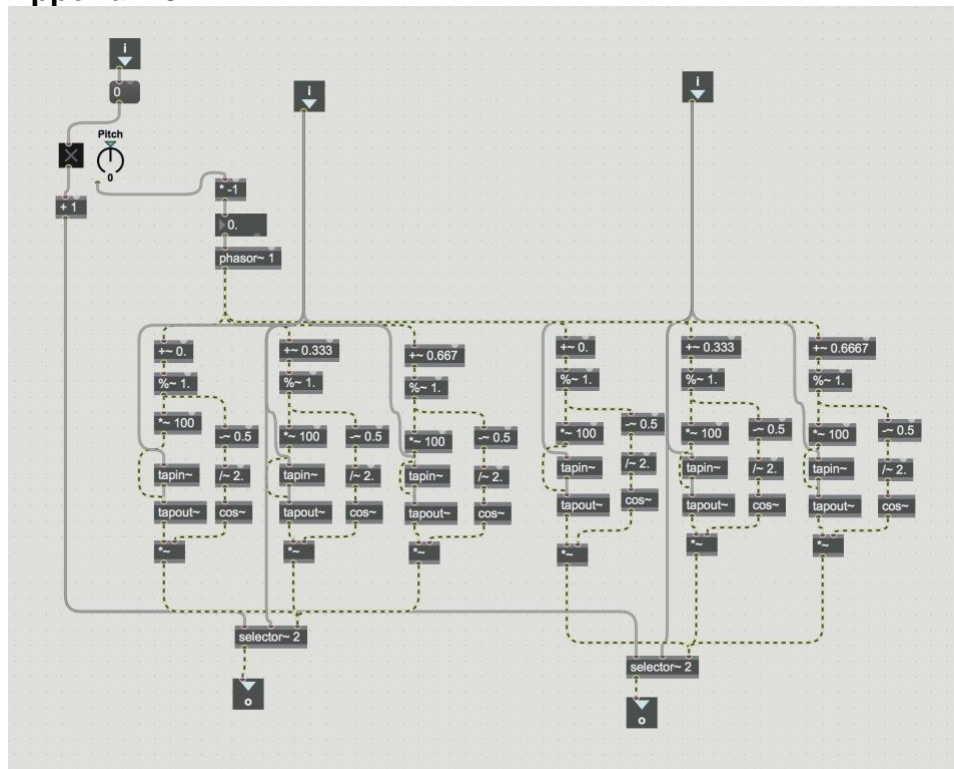 i
0
i
i
Pitch
0
* -1
+ 1
0.
phasor~ 1
+~ 0.
+~ 0.333
+~ 0.667
+~ 0.
+~ 0.333
+~ 0.6667
%~ 1.
%~ 1.
%~ 1.
%~ 1.
%~ 1.
%~ 1.
*~ 100
-~ 0.5
*~ 100
-~ 0.5
*~ 100
-~ 0.5
*~ 100
-~ 0.5
*~ 100
-~ 0.5
*~ 100
-~ 0.5
tapin~
/~ 2.
tapin~
/~ 2.
tapin~
/~ 2.
tapin~
/~ 2.
tapin~
/~ 2.
tapin~
/~ 2.
tapout~
cos~
tapout~
cos~
tapout~
cos~
tapout~
cos~
tapout~
cos~
tapout~
cos~
*~
*~
*~
*~
*~
*~
selector~ 2
selector~ 2
o
o